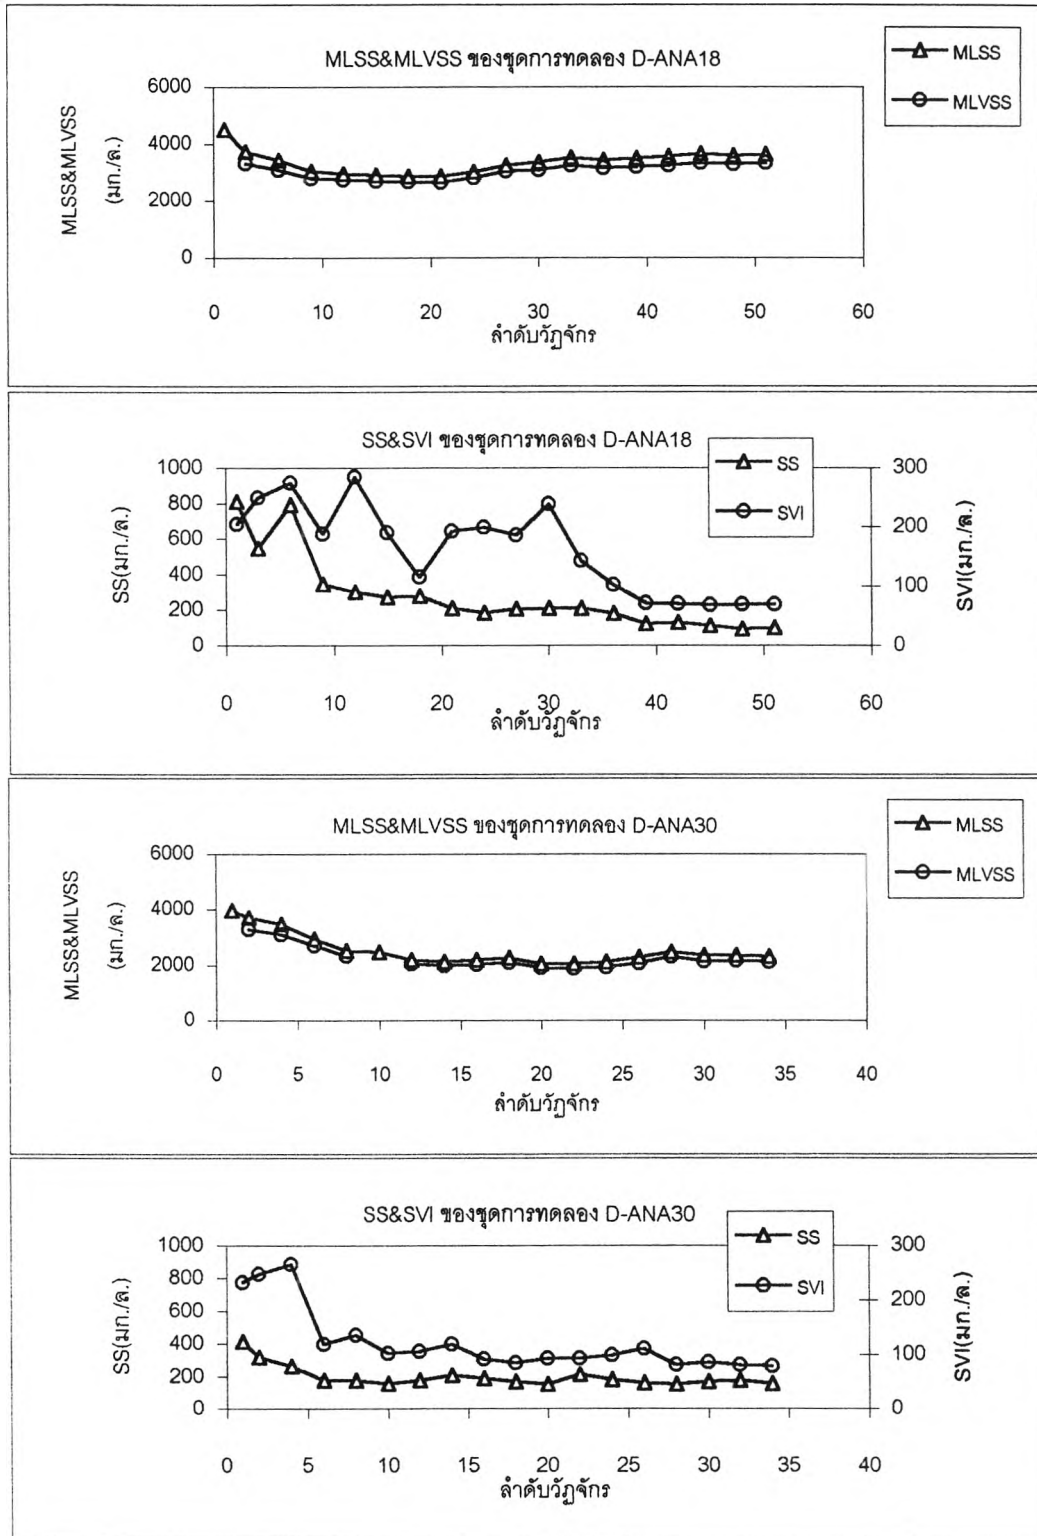 MLSS&MLVSS ของชุดการทดลอง D-ANA18
MLSS
MLVSS
MLSS&MLVSS
(มก./ล.)
6000
4000
2000
0
0 10 20 30 40 50 60
ลำดับวัฏจักร
SS&SVI ของชุดการทดลอง D-ANA18
SS
SVI
SS(มก./ล.)
1000
800
600
400
200
0
300
200
100
0
SVI(มก./ล.)
0 10 20 30 40 50 60
ลำดับวัฏจักร
MLSS&MLVSS ของชุดการทดลอง D-ANA30
MLSS
MLVSS
MLSS&MLVSS
(มก./ล.)
6000
4000
2000
0
0 5 10 15 20 25 30 35 40
ลำดับวัฏจักร
SS&SVI ของชุดการทดลอง D-ANA30
SS
SVI
SS(มก./ล.)
1000
800
600
400
200
0
300
200
100
0
SVI(มก./ล.)
0 5 10 15 20 25 30 35 40
ลำดับวัฏจักร